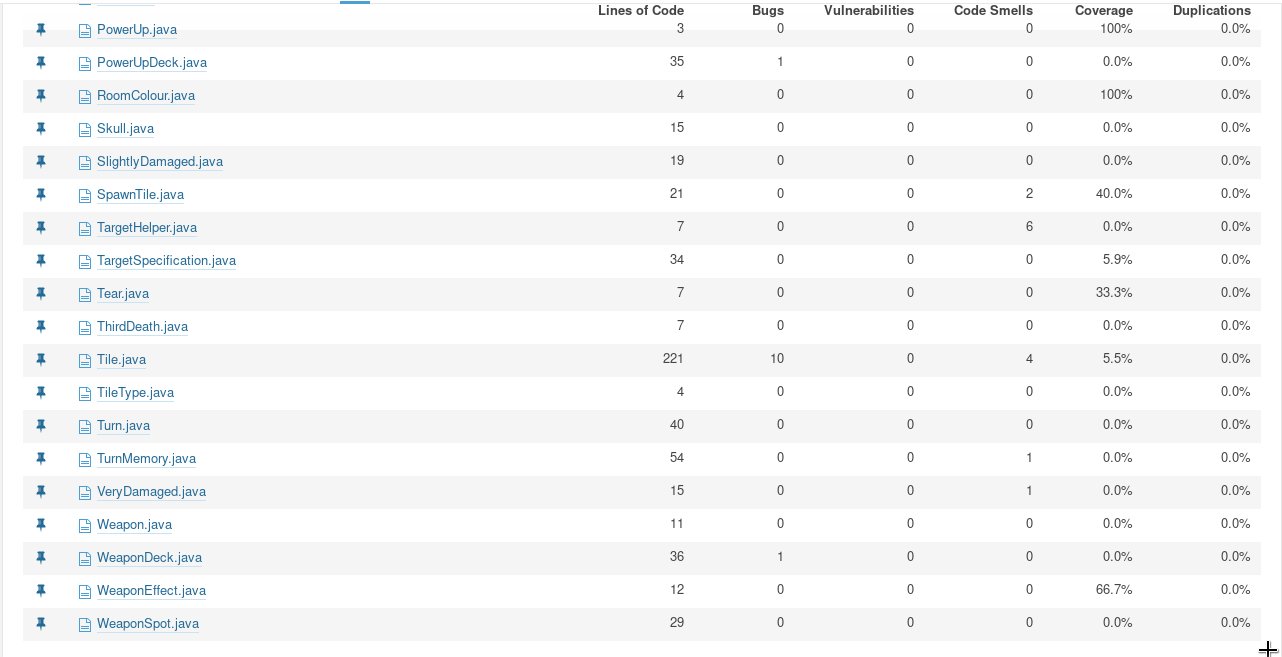 Lines of Code Bugs Vulnerabilities Code Smells Coverage Duplications
PowerUp.java 3 0 0 0 100% 0.0%
PowerUpDeck.java 35 1 0 0 0.0% 0.0%
RoomColour.java 4 0 0 0 100% 0.0%
Skull.java 15 0 0 0 0.0% 0.0%
SlightlyDamaged.java 19 0 0 0 0.0% 0.0%
SpawnTile.java 21 0 0 2 40.0% 0.0%
TargetHelper.java 7 0 0 6 0.0% 0.0%
TargetSpecification.java 34 0 0 0 5.9% 0.0%
Tear.java 7 0 0 0 33.3% 0.0%
ThirdDeath.java 7 0 0 0 0.0% 0.0%
Tile.java 221 10 0 4 5.5% 0.0%
TileType.java 4 0 0 0 0.0% 0.0%
Turn.java 40 0 0 0 0.0% 0.0%
TurnMemory.java 54 0 0 1 0.0% 0.0%
VeryDamaged.java 15 0 0 1 0.0% 0.0%
Weapon.java 11 0 0 0 0.0% 0.0%
WeaponDeck.java 36 1 0 0 0.0% 0.0%
WeaponEffect.java 12 0 0 0 66.7% 0.0%
WeaponSpot.java 29 0 0 0 0.0% 0.0%